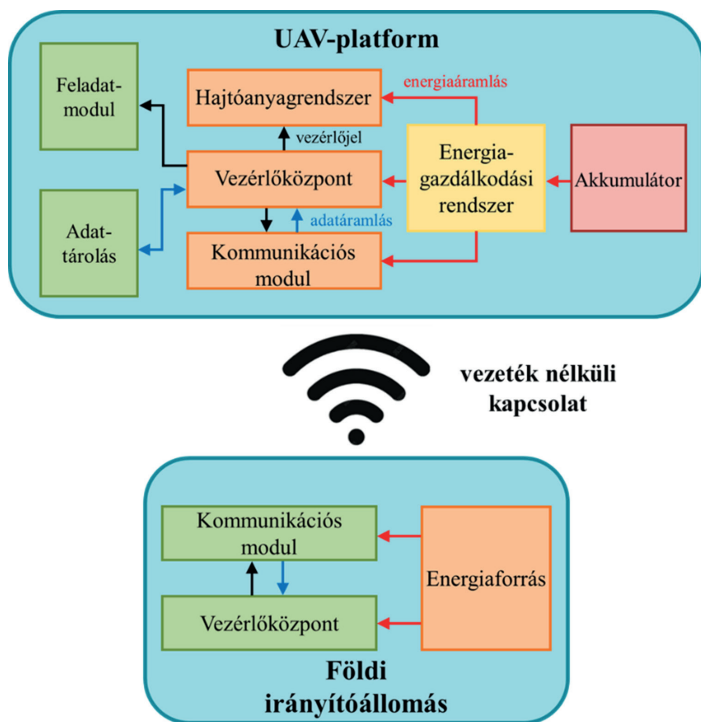 UAV-platform
Feladat-
modul
Hajtóanyagrendszer
energiaáramlás
vezérlőjel
Vezérlőközpont
Energia-
gazdálkodási
rendszer
Akkumulátor
Adat-
tárolás
adatáramlás
Kommunikációs
modul
vezeték nélküli
kapcsolat
Kommunikációs
modul
Energiaforrás
Vezérlőközpont
Földi
irányítóállomás